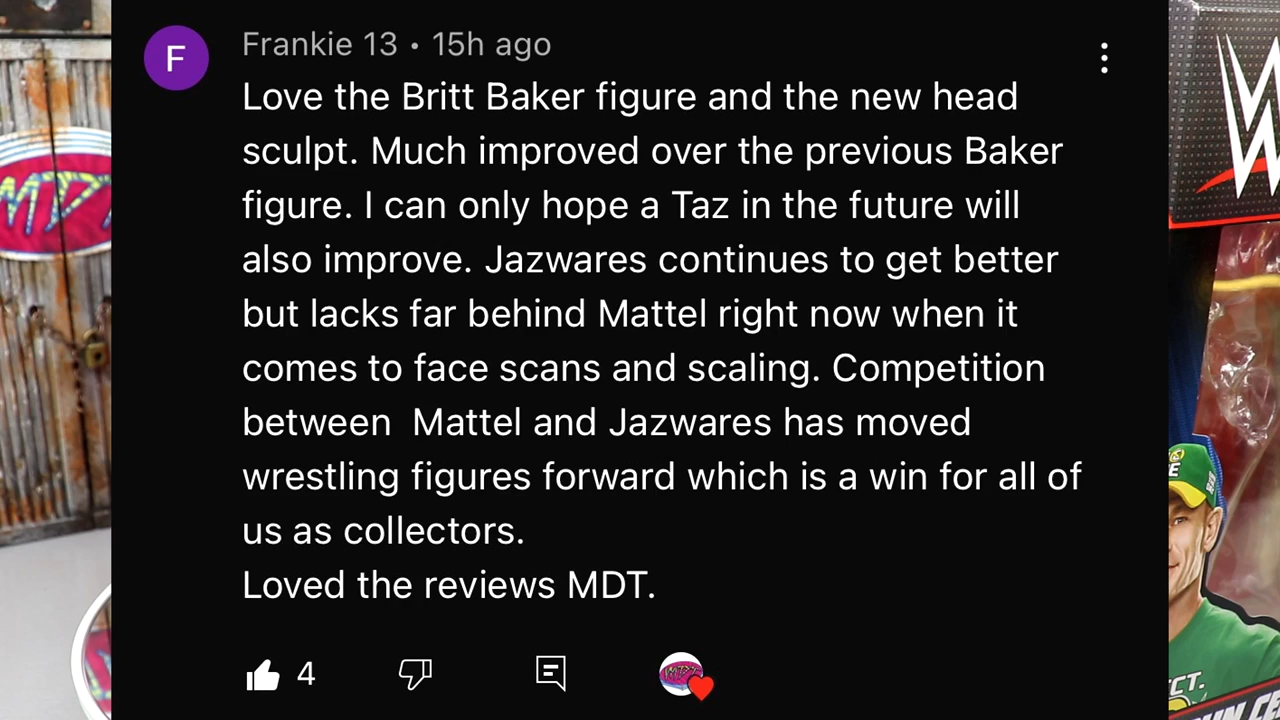 F
Frankie 13 • 15h ago
Love the Britt Baker figure and the new head
sculpt. Much improved over the previous Baker
figure. I can only hope a Taz in the future will
also improve. Jazwares continues to get better
but lacks far behind Mattel right now when it
comes to face scans and scaling. Competition
between  Mattel and Jazwares has moved
wrestling figures forward which is a win for all of
us as collectors.
Loved the reviews MDT.
4